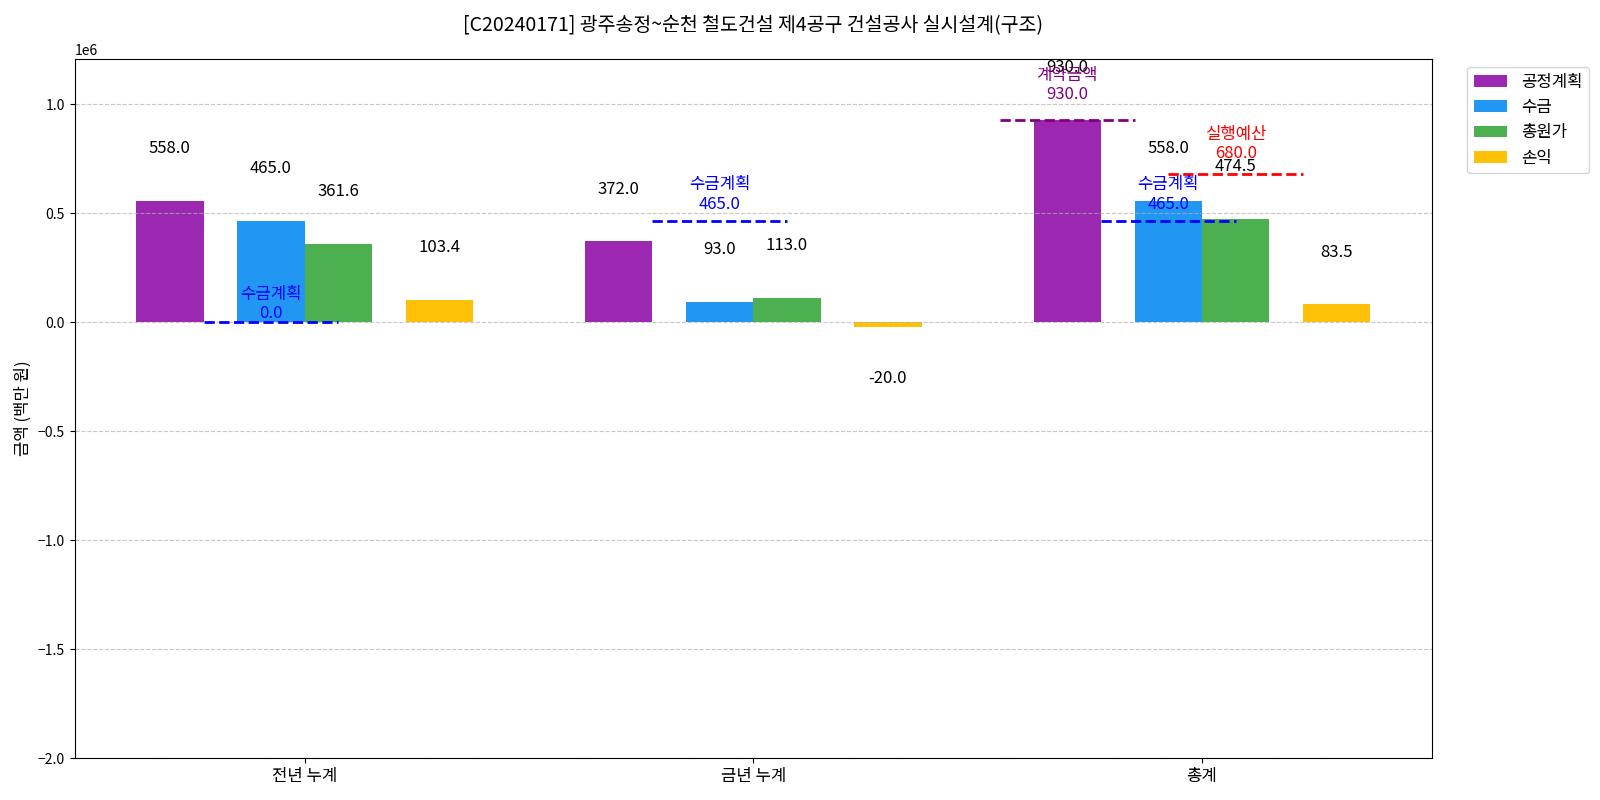 [C20240171] 광주송정~순천 철도건설 제4공구 건설공사 실시설계(구조)
1e6
금액 (백만 원)
1.0
0.5
0.0
−0.5
−1.0
−1.5
−2.0
558.0
465.0
361.6
103.4
수금계획
0.0
372.0
수금계획
465.0
93.0
113.0
-20.0
930.0
계약금액
930.0
558.0
실행예산
680.0
474.5
수금계획
465.0
83.5
전년 누계
금년 누계
총계
공정계획
수금
총원가
손익